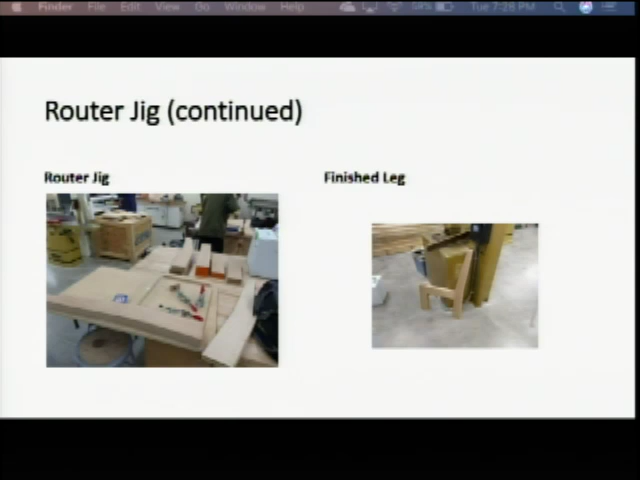 Finder File Edit View Go Window Help Tue 7:28 PM
Router Jig (continued)
Router Jig
Finished Leg